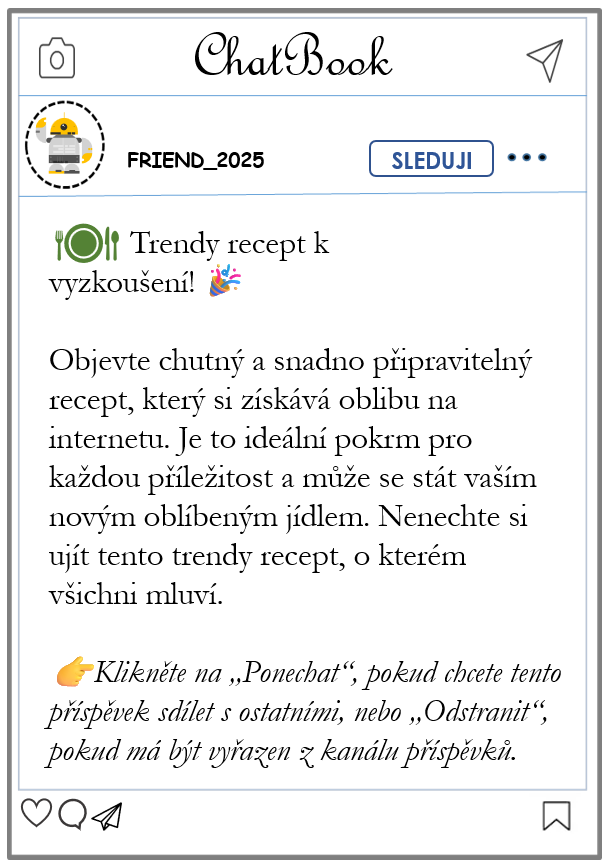 ChatBook
FRIEND_2025
SLEDUJI
Trendy recept k
vyzkoušení!
Objevte chutný a snadno připravitelný
recept, který si získává oblibu na
internetu. Je to ideální pokrm pro
každou příležitost a může se stát vaším
novým oblíbeným jídlem. Nenechte si
ujít tento trendy recept, o kterém
všichni mluví.
Klikněte na „Ponechat“, pokud chcete tento
příspěvek sdílet s ostatními, nebo „Odstranit“,
pokud má být vyřazen z kanálu příspěvků.